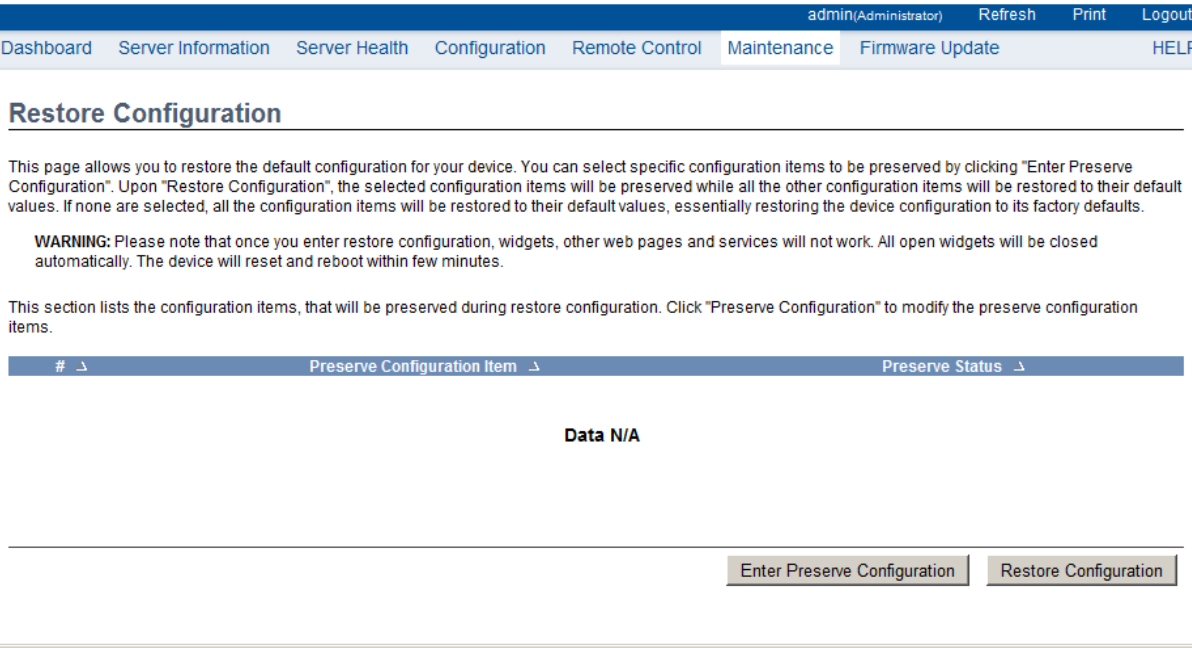 admin(Administrator) Refresh Print Logout
Dashboard Server Information Server Health Configuration Remote Control Maintenance Firmware Update HELP
Restore Configuration
This page allows you to restore the default configuration for your device. You can select specific configuration items to be preserved by clicking "Enter Preserve
Configuration". Upon "Restore Configuration", the selected configuration items will be preserved while all the other configuration items will be restored to their default
values. If none are selected, all the configuration items will be restored to their default values, essentially restoring the device configuration to its factory defaults.
WARNING: Please note that once you enter restore configuration, widgets, other web pages and services will not work. All open widgets will be closed
automatically. The device will reset and reboot within few minutes.
This section lists the configuration items, that will be preserved during restore configuration. Click "Preserve Configuration" to modify the preserve configuration
items.
# Preserve Configuration Item Preserve Status
Data N/A
Enter Preserve Configuration Restore Configuration